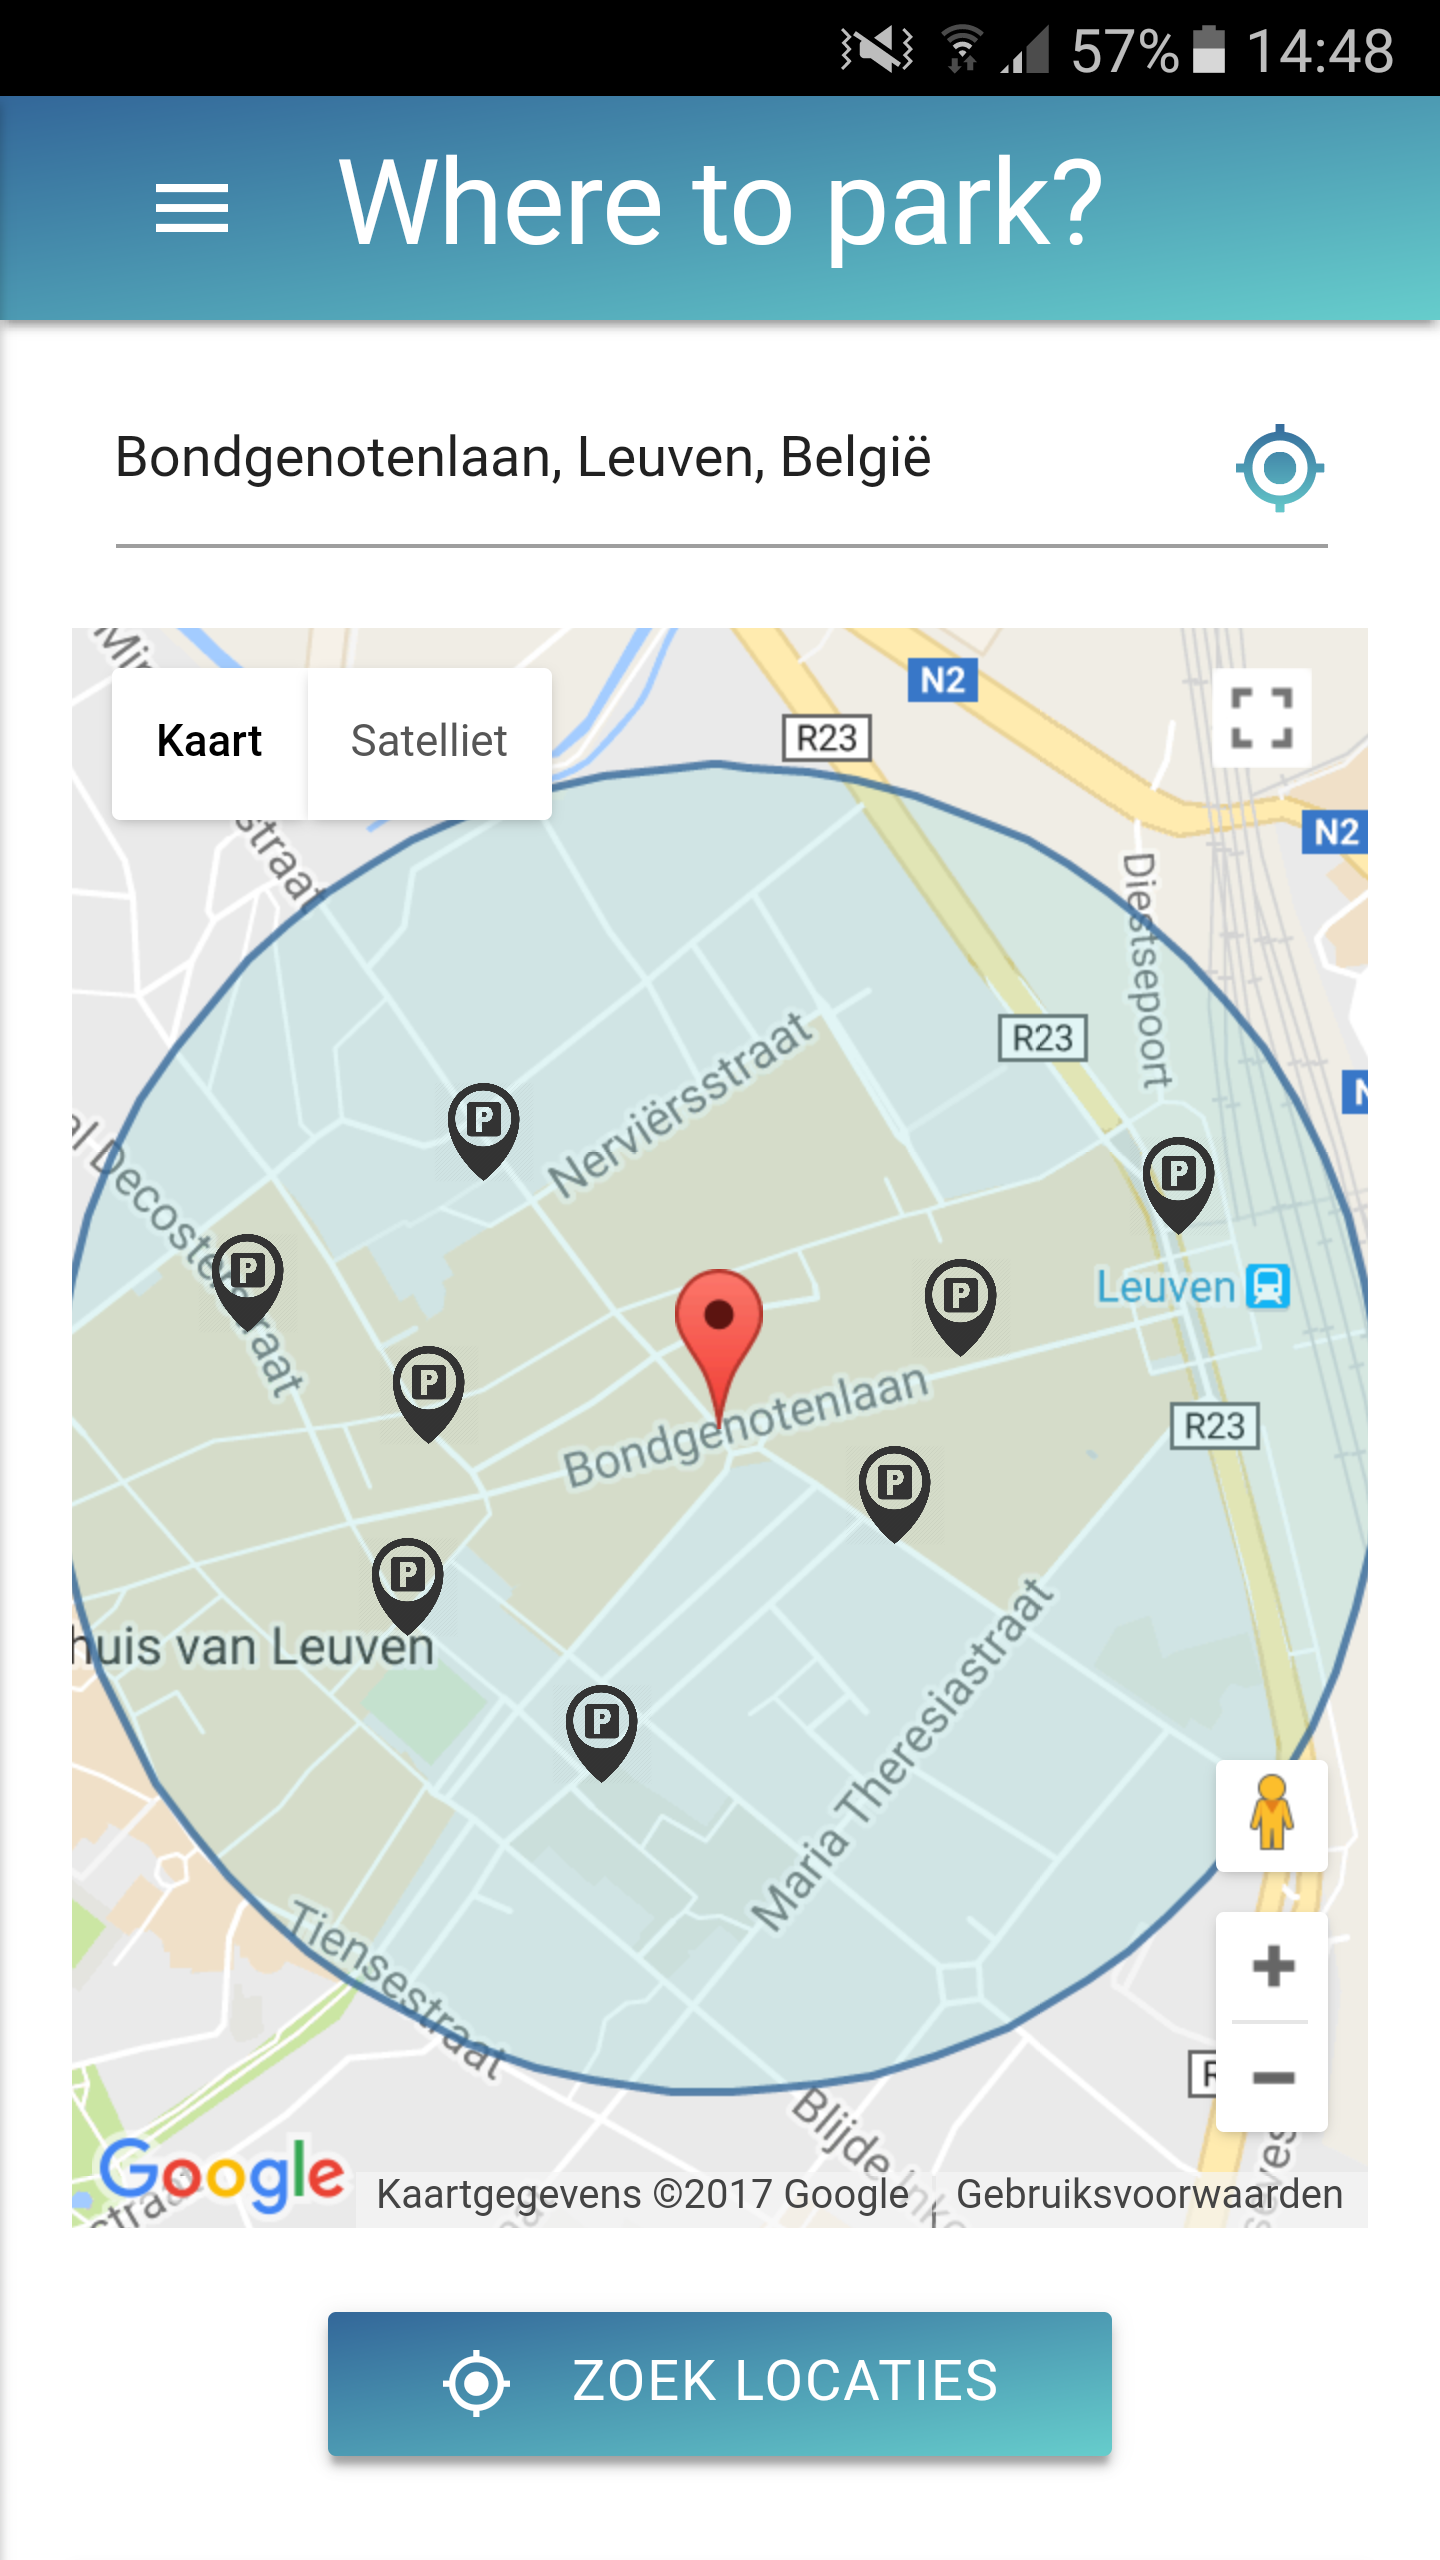 57% 14:48
Where to park?
Bondgenotenlaan, Leuven, België
N2
Kaart
Satelliet
R23
N2
straat
Diestsepoort
R23
Nerviërsstraat
P
P
P
P
Leuven
P
Bondgenotenlaan
R23
P
P
huis van Leuven
Maria Theresiastraat
P
Tiensestraat
Blijde
Google
Kaartgegevens ©2017 Google
Gebruiksvoorwaarden
ZOEK LOCATIES